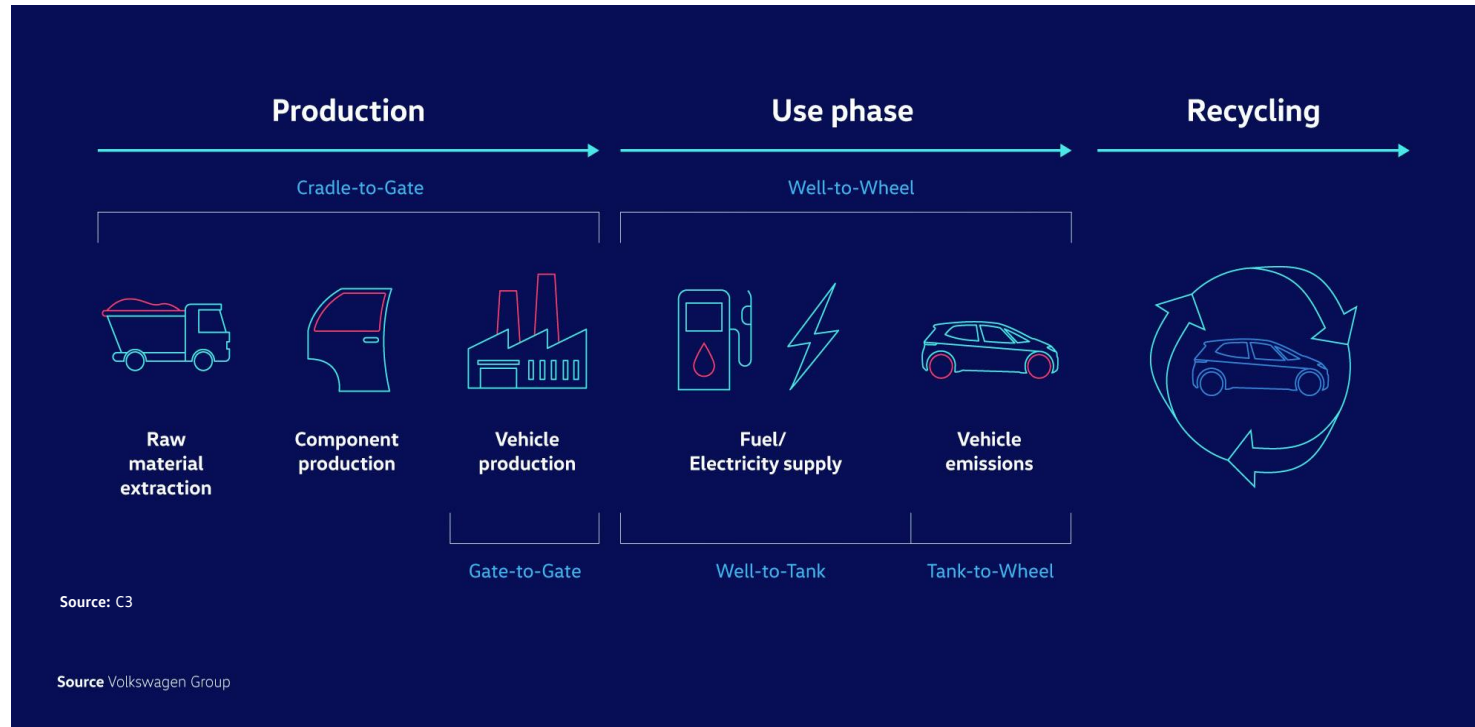 Production
Use phase
Recycling
Cradle-to-Gate
Well-to-Wheel
Raw
material
extraction
Component
production
Vehicle
production
Fuel/
Electricity supply
Vehicle
emissions
Gate-to-Gate
Well-to-Tank
Tank-to-Wheel
Source: C3
Source Volkswagen Group